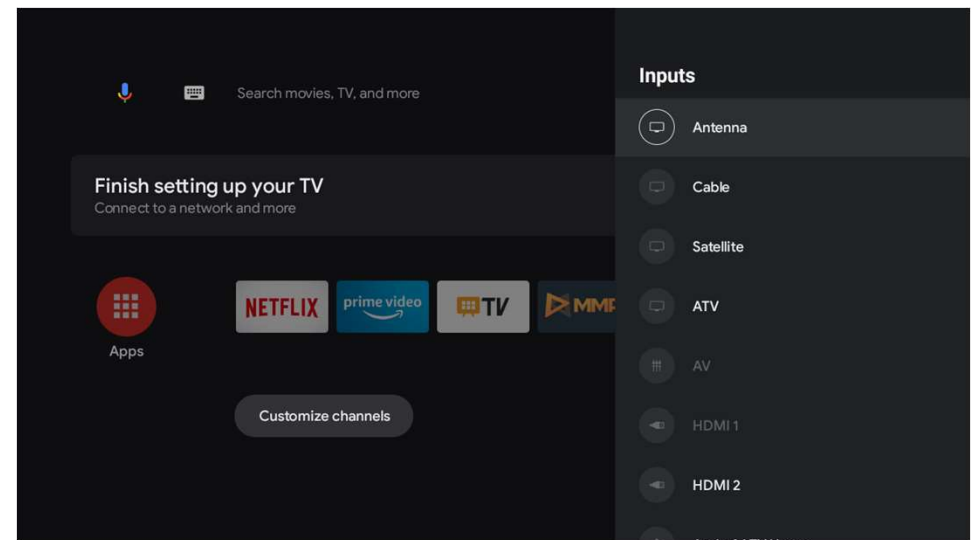 Search movies, TV, and more
Finish setting up your TV
Connect to a network and more
NETFLIX
prime video
TV
Apps
Customize channels
Inputs
Antenna
Cable
Satellite
ATV
AV
HDMI 1
HDMI 2